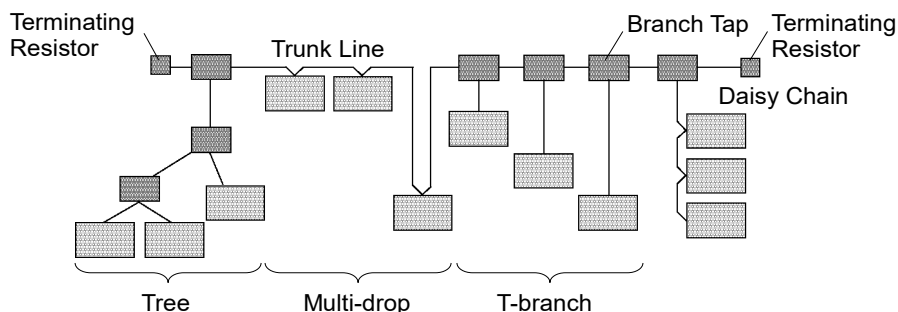 Terminating
Resistor
Trunk Line
Branch Tap
Terminating
Resistor
Daisy Chain
Tree
Multi-drop
T-branch